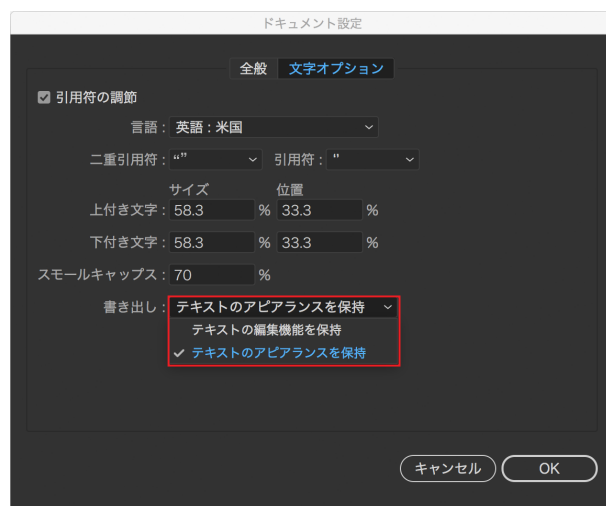 ドキュメント設定
全般 文字オプション
引用符の調節
言語 : 英語 : 米国
二重引用符 : “” 引用符 : ‘’
サイズ 位置
上付き文字 : 58.3 % 33.3 %
下付き文字 : 58.3 % 33.3 %
スモールキャップス : 70 %
書き出し : テキストのアピアランスを保持
テキストの編集機能を保持
テキストのアピアランスを保持
キャンセル OK